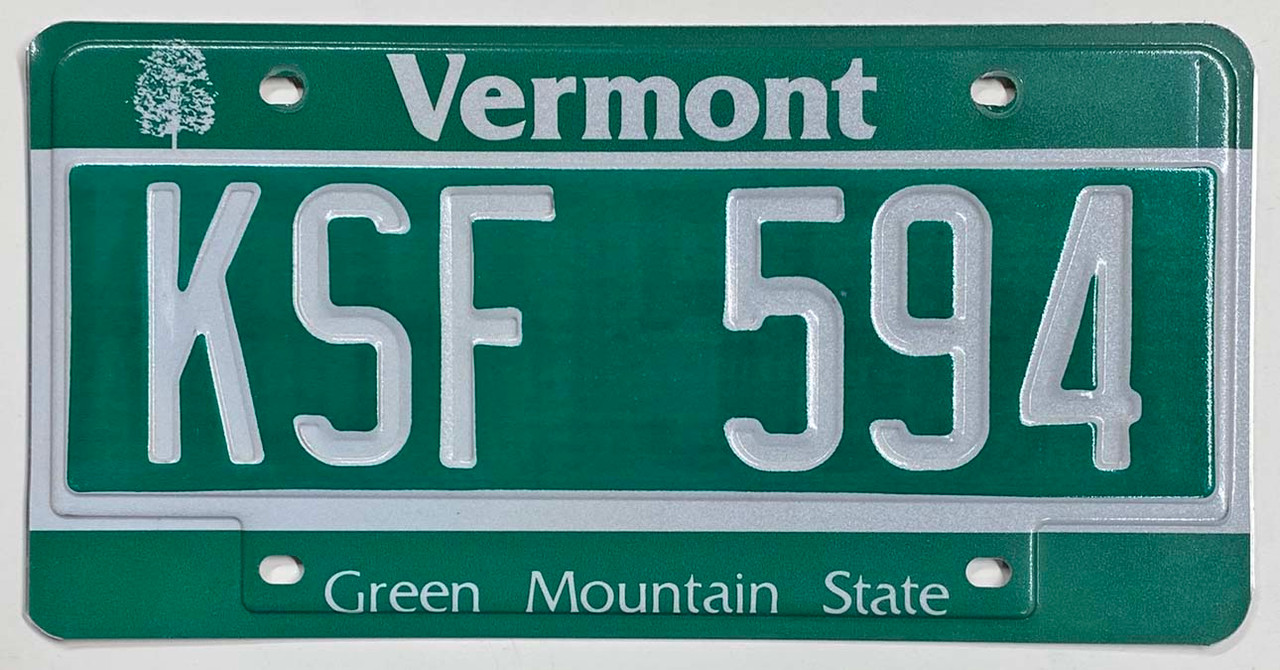 Vermont
KSF 594
Green Mountain State